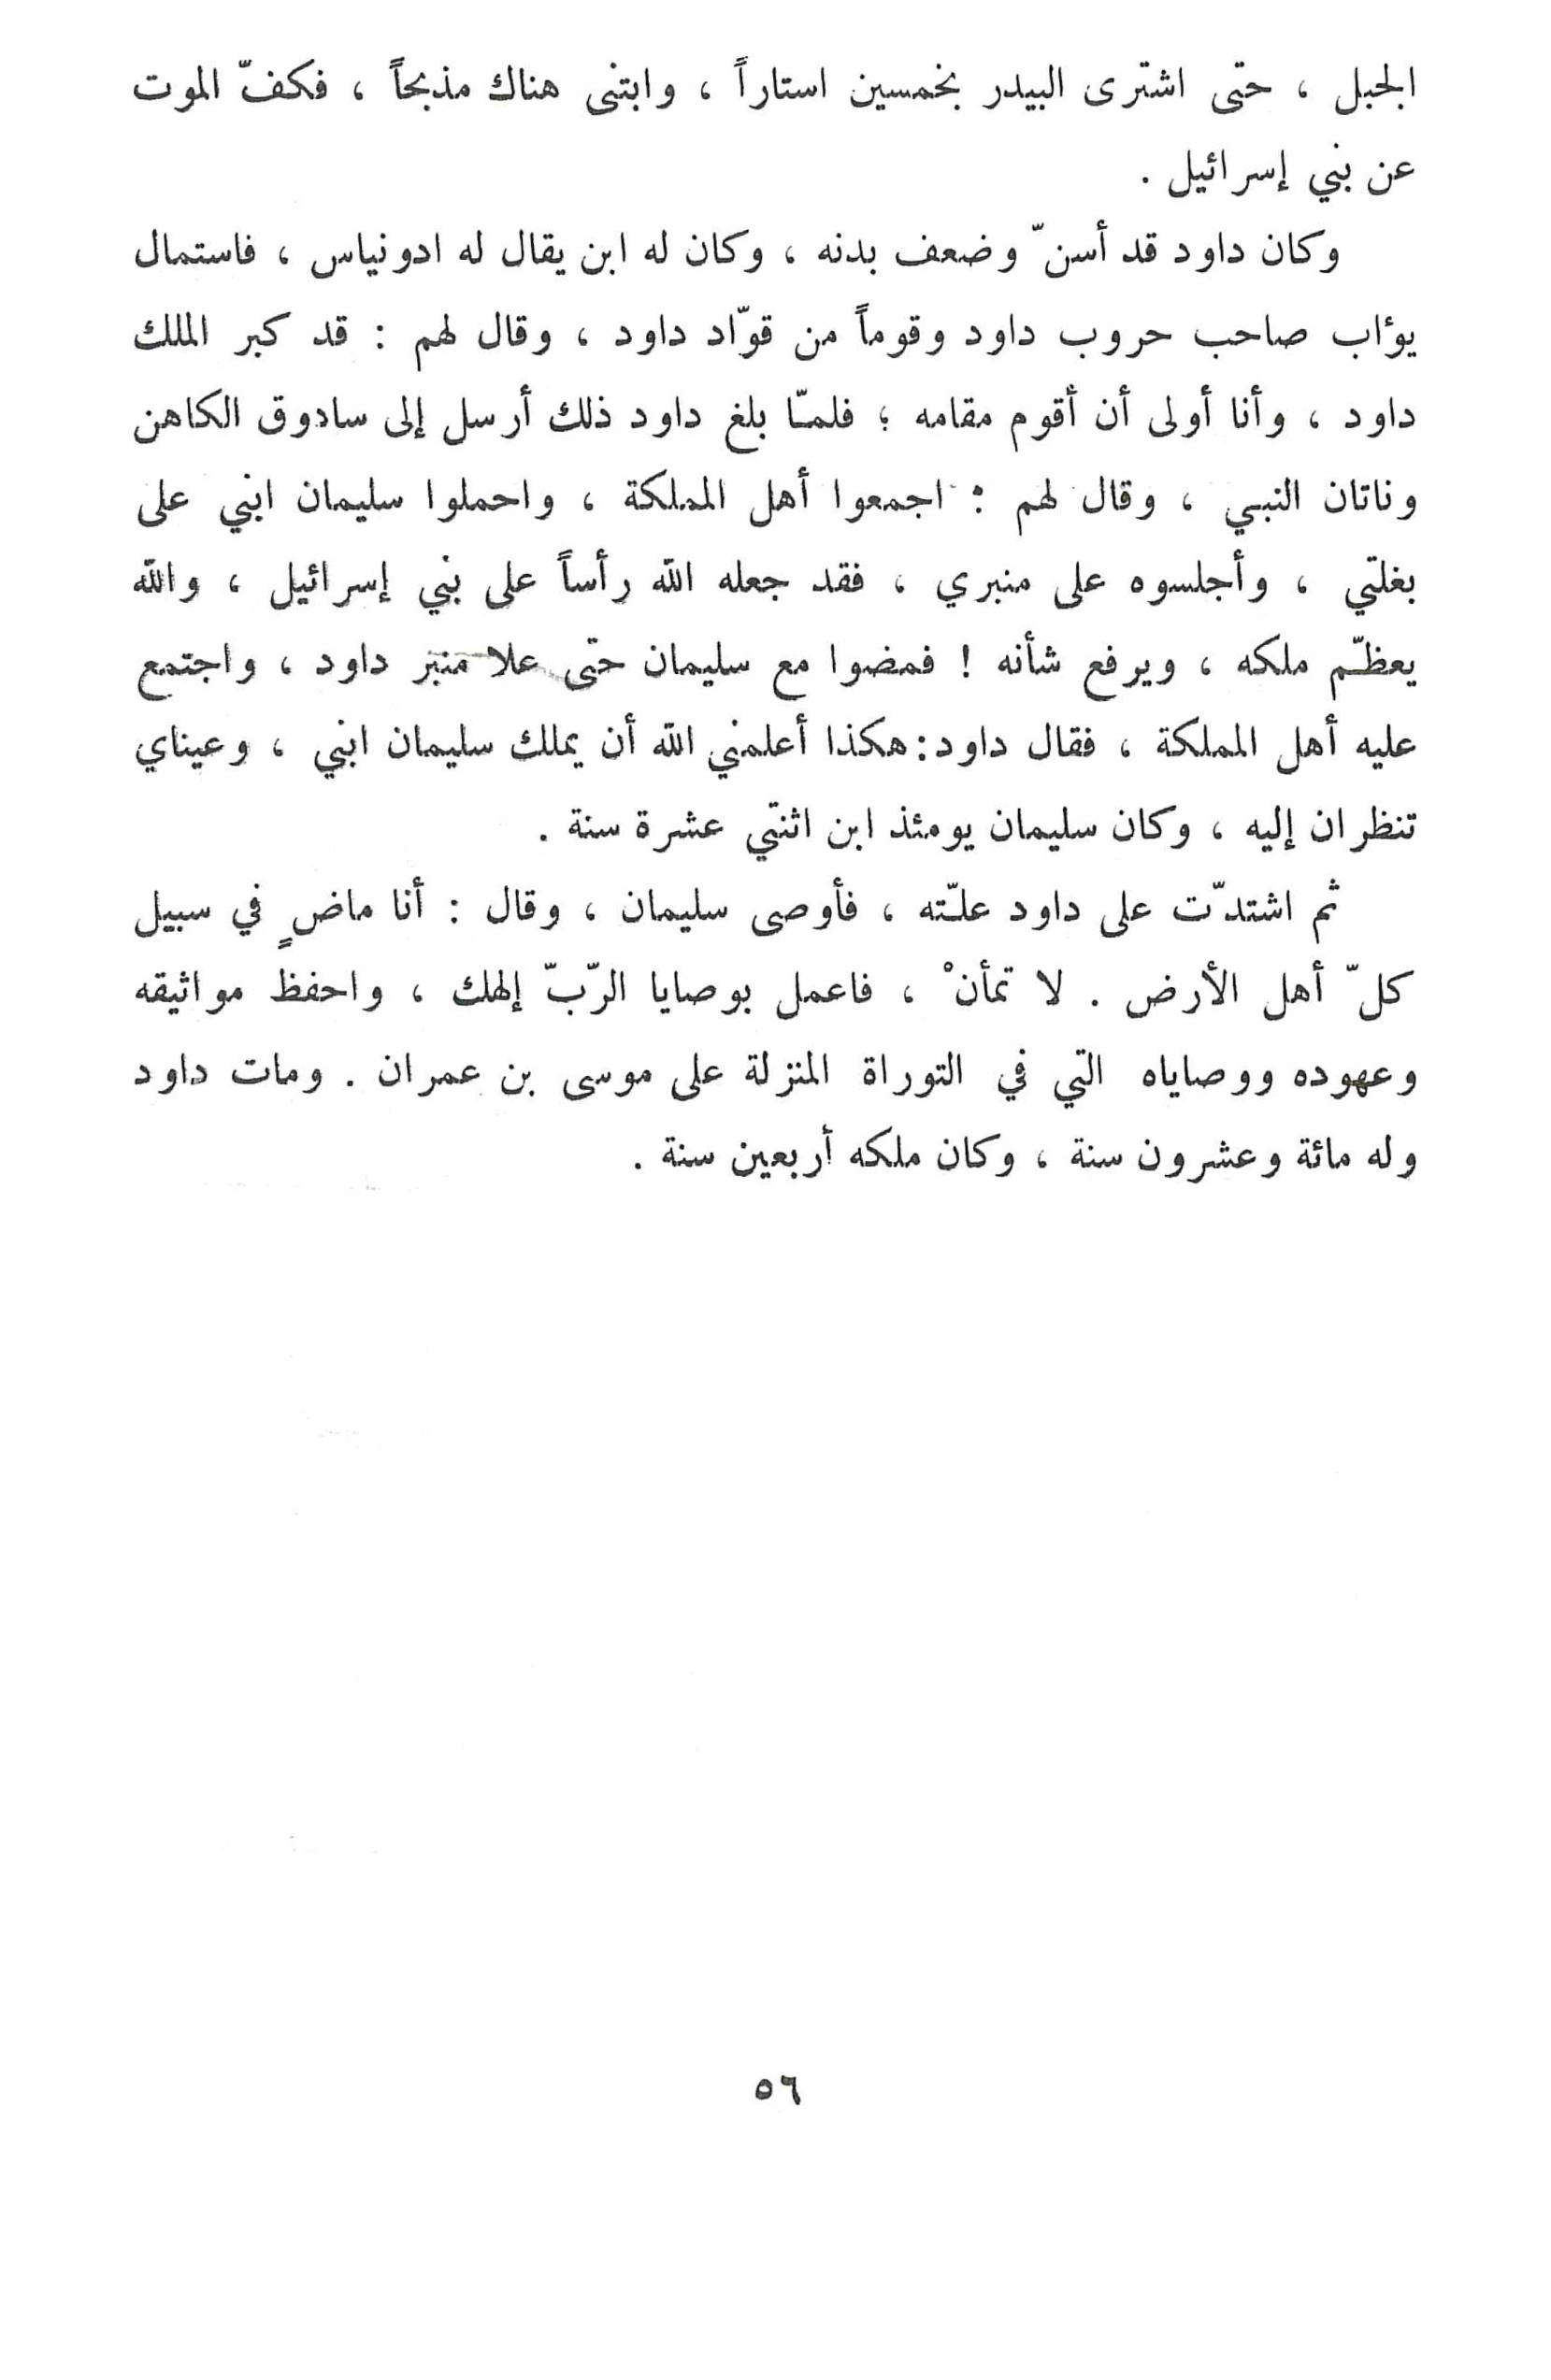 الجبل ، حتى اشترى البيدر بخمسين استاراً ، وابتنى هناك مذبحاً ، فكفّ الموت
عن بني إسرائيل .
وكان داود قد أسنّ وضعف بدنه ، وكان له ابن يقال له ادونياس ، فاستمال
يوءاب صاحب حروب داود وقوماً من قوّاد داود ، وقال لهم : قد كبر الملك
داود ، وأنا أولى أن أقوم مقامه ؛ فلمّا بلغ داود ذلك أرسل إلى سادوق الكاهن
وناتان النبي ، وقال لهم : اجمعوا أهل المملكة ، واحملوا سليمان ابني على
بغلتي ، وأجلسوه على منبري ، فقد جعله الله رأساً على بني إسرائيل ، والله
يعظّم ملكه ، ويرفع شأنه ! فمضوا مع سليمان حتى علا منبر داود ، واجتمع
عليه أهل المملكة ، فقال داود : هكذا أعلمني الله أن يملك سليمان ابني ، وعيناي
تنظران إليه ، وكان سليمان يومئذ ابن اثنتي عشرة سنة .
ثم اشتدّت على داود علّته ، فأوصى سليمان ، وقال : أنا ماضٍ في سبيل
كلّ أهل الأرض . لا تمأنْ ، فاعمل بوصايا الرّبّ إلهك ، واحفظ مواثيقه
وعهوده ووصاياه التي في التوراة المنزلة على موسى بن عمران . ومات داود
وله مائة وعشرون سنة ، وكان ملكه أربعين سنة .
٥٦